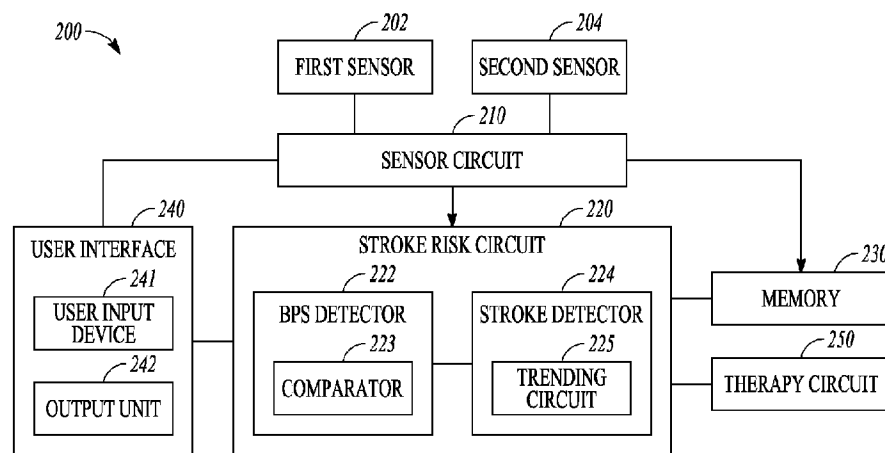 200
202
204
FIRST SENSOR
SECOND SENSOR
210
SENSOR CIRCUIT
240
220
USER INTERFACE
STROKE RISK CIRCUIT
230
241
222
224
MEMORY
USER INPUT
DEVICE
BPS DETECTOR
STROKE DETECTOR
250
242
223
225
THERAPY CIRCUIT
OUTPUT UNIT
COMPARATOR
TRENDING
CIRCUIT